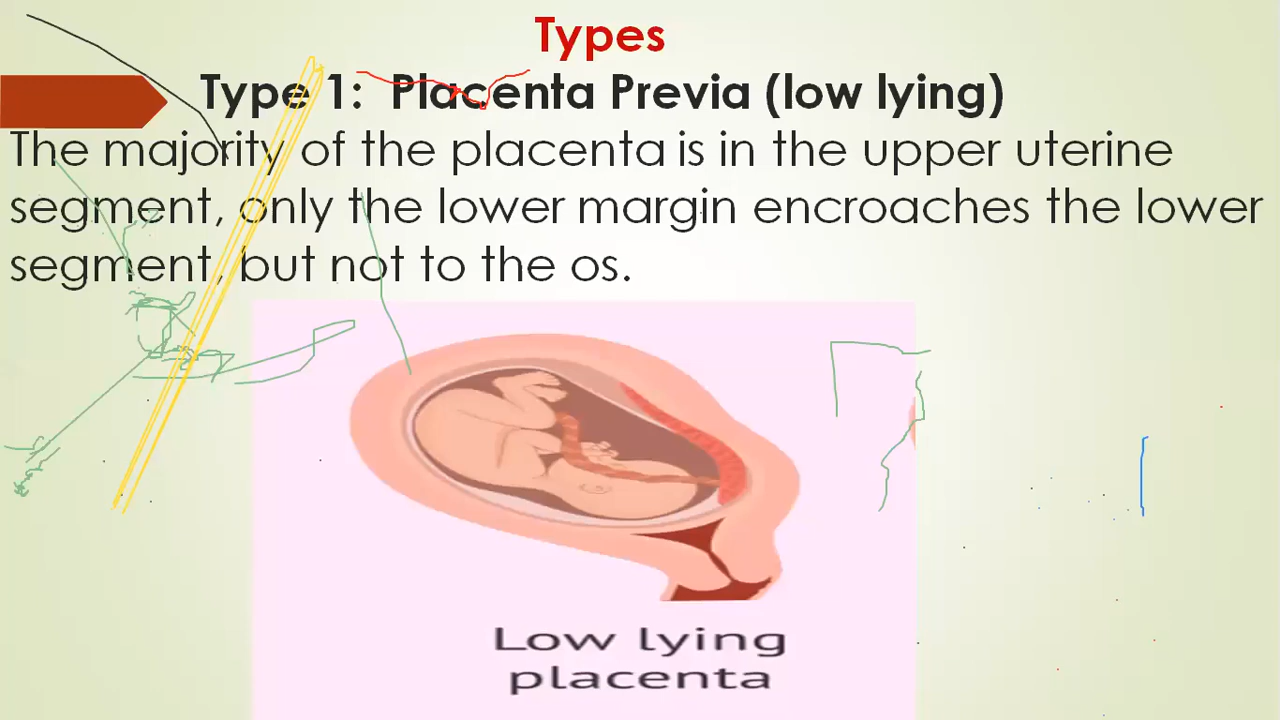 Types
Type 1: Placenta Previa (low lying)
The majority of the placenta is in the upper uterine
segment, only the lower margin encroaches the lower
segment, but not to the os.
Low lying
placenta